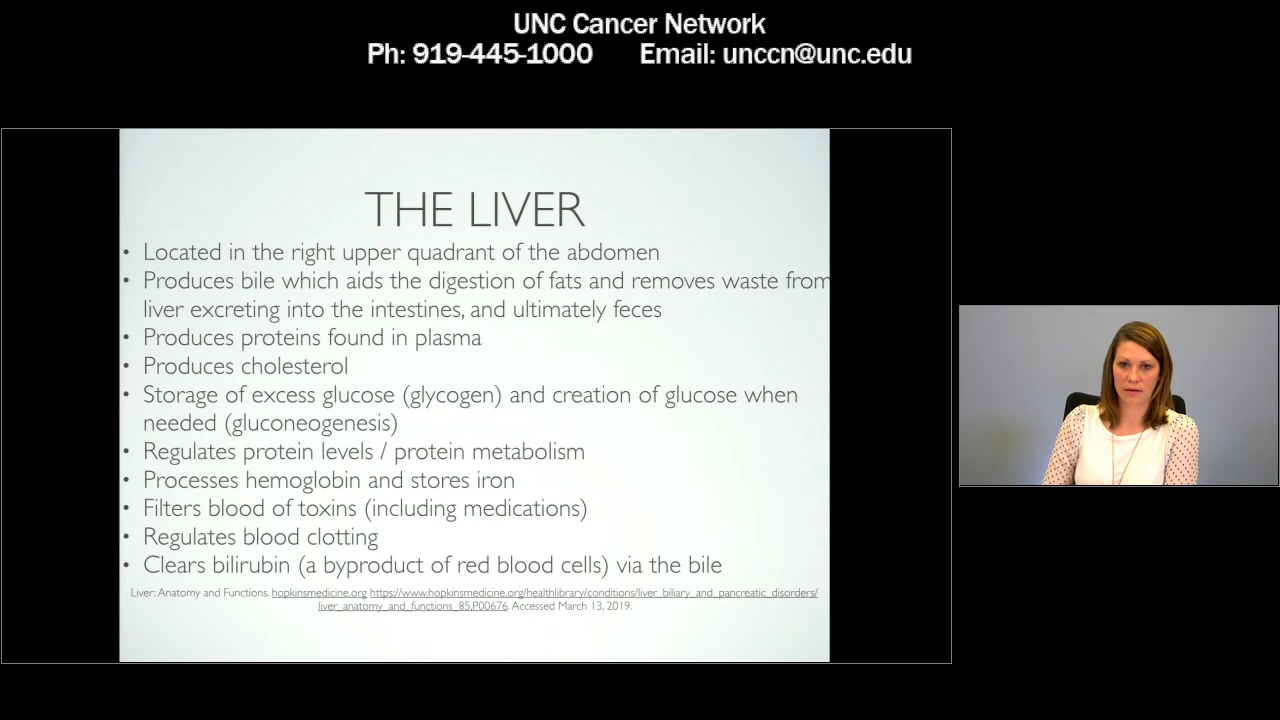 UNC Cancer Network
Ph: 919-445-1000 Email: unccn@unc.edu
THE LIVER
• Located in the right upper quadrant of the abdomen
• Produces bile which aids the digestion of fats and removes waste from
liver excreting into the intestines, and ultimately feces
• Produces proteins found in plasma
• Produces cholesterol
• Storage of excess glucose (glycogen) and creation of glucose when
needed (gluconeogenesis)
• Regulates protein levels / protein metabolism
• Processes hemoglobin and stores iron
• Filters blood of toxins (including medications)
• Regulates blood clotting
• Clears bilirubin (a byproduct of red blood cells) via the bile
Liver: Anatomy and Functions. hopkinsmedicine.org https://www.hopkinsmedicine.org/healthlibrary/conditions/liver_biliary_and_pancreatic_disorders/
liver_anatomy_and_functions_85,P00676. Accessed March 13, 2019.